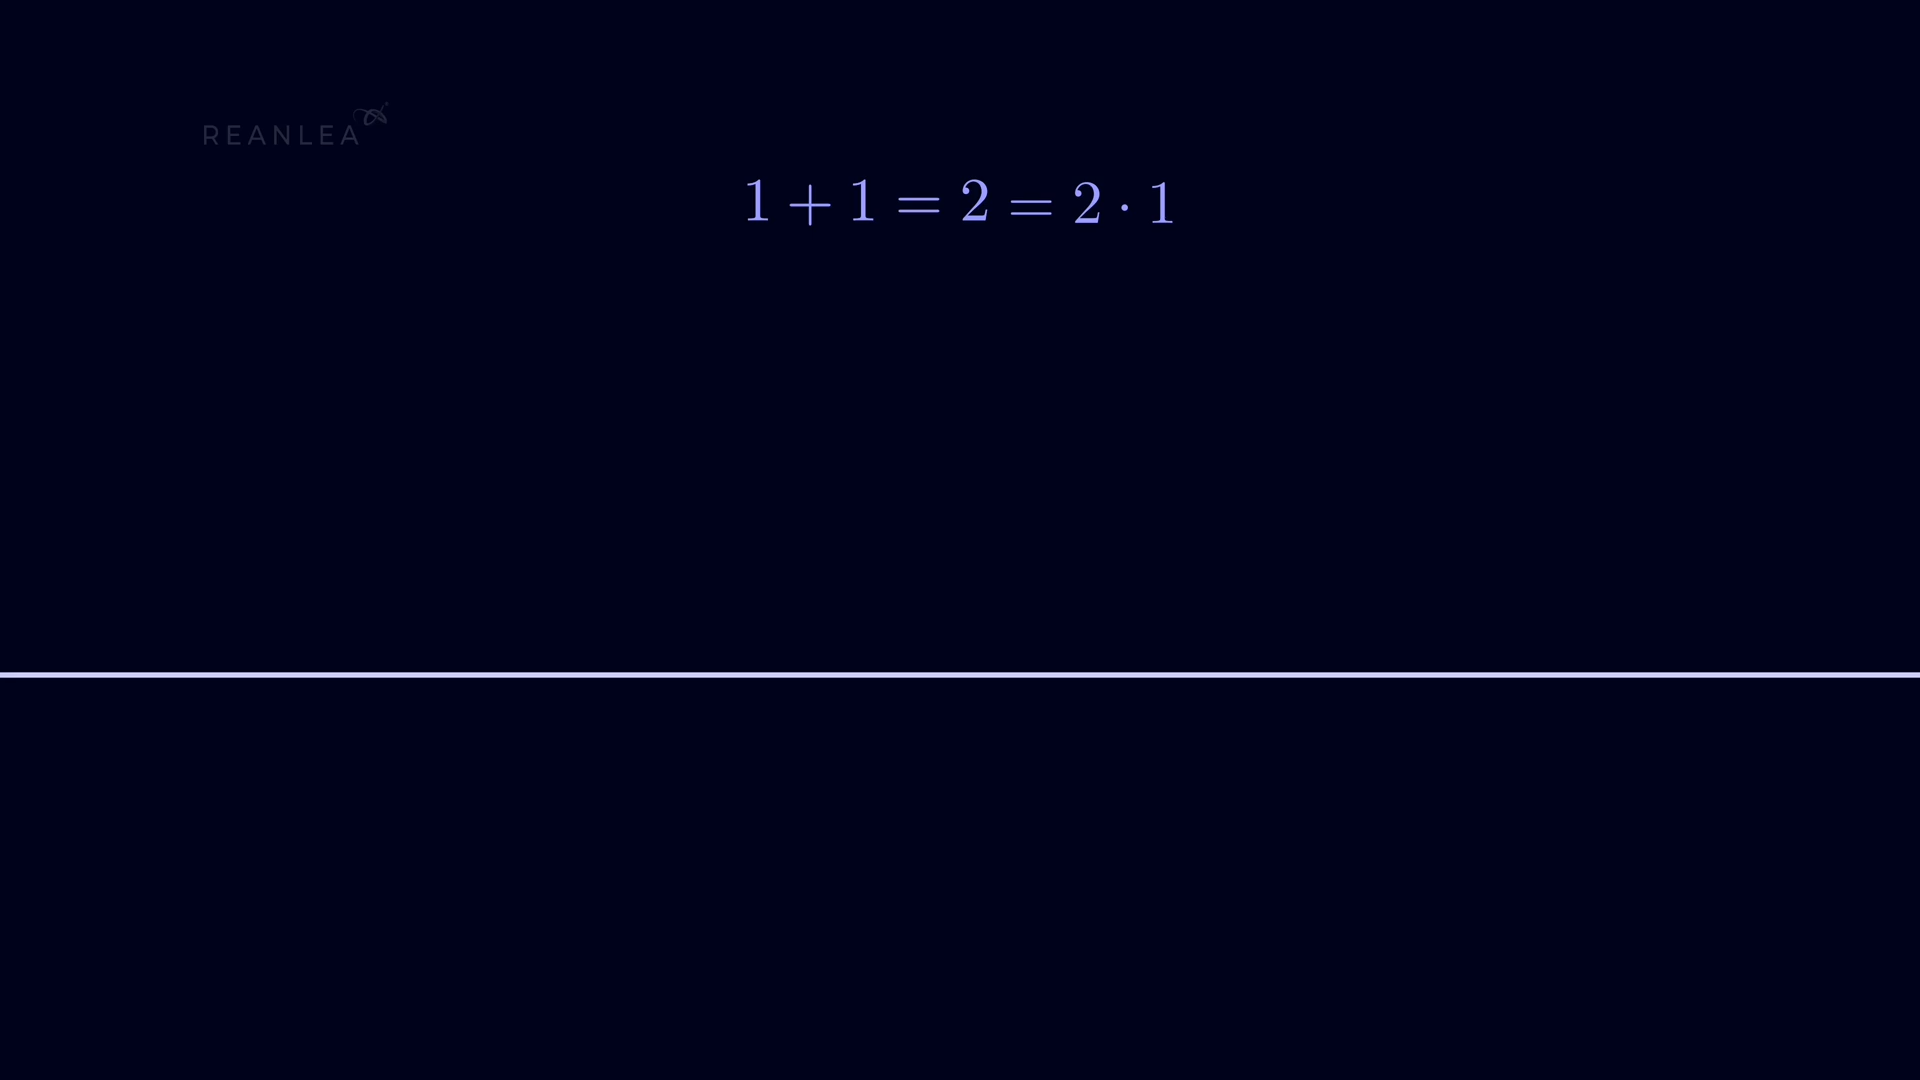 REANLEA
1 + 1 = 2 = 2 · 1